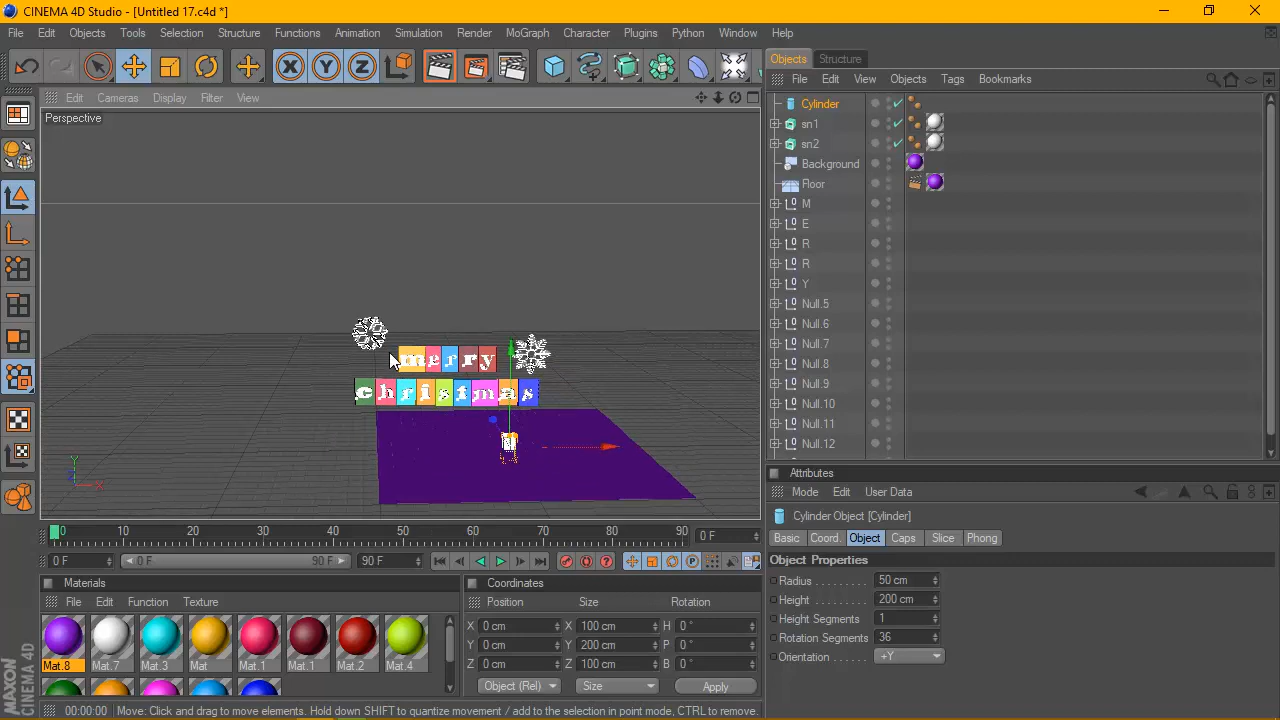 CINEMA 4D Studio - [Untitled 17.c4d *]
File Edit Objects Tools Selection Structure Functions Animation Simulation Render MoGraph Character Plugins Python Window Help
Objects Structure
File Edit View Objects Tags Bookmarks
Edit Cameras Display Filter View
Perspective
Cylinder
sn1
sn2
Background
Floor
M
E
R
R
Y
Null.5
Null.6
Null.7
Null.8
Null.9
Null.10
Null.11
Null.12
merry
christmas
Y
X
Z
Attributes
Mode Edit User Data
Cylinder Object [Cylinder]
Basic Coord. Object Caps Slice Phong
Object Properties
Radius 50 cm
Height 200 cm
Height Segments 1
Rotation Segments 36
Orientation +Y
0 10 20 30 40 50 60 70 80 90 0 F
0 F 0 F 90 F 90 F
Materials
File Edit Function Texture
Mat.8 Mat.7 Mat.3 Mat Mat.1 Mat.1 Mat.2 Mat.4
Coordinates
Position Size Rotation
X 0 cm X 100 cm H 0 °
Y 0 cm Y 200 cm P 0 °
Z 0 cm Z 100 cm B 0 °
Object (Rel) Size Apply
MAXON CINEMA 4D
00:00:00 Move: Click and drag to move elements. Hold down SHIFT to quantize movement / add to the selection in point mode, CTRL to remove.